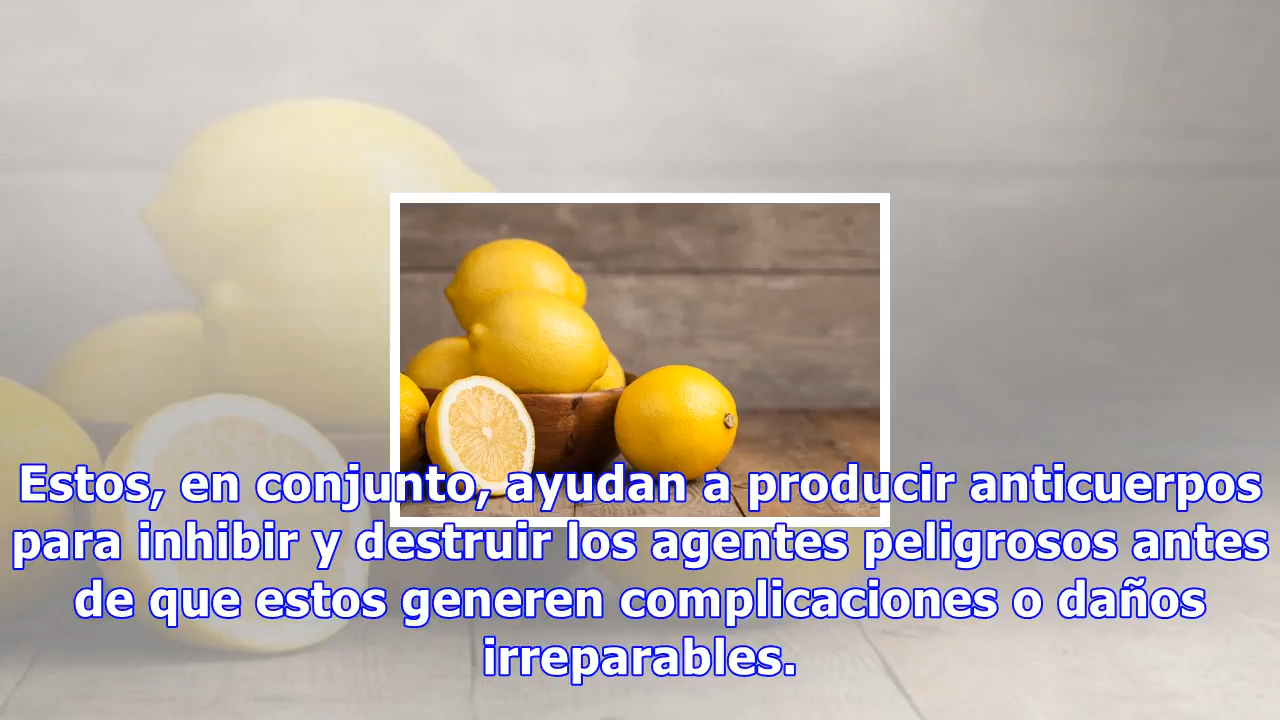 Estos, en conjunto, ayudan a producir anticuerpos
para inhibir y destruir los agentes peligrosos antes
de que estos generen complicaciones o daños
irreparables.